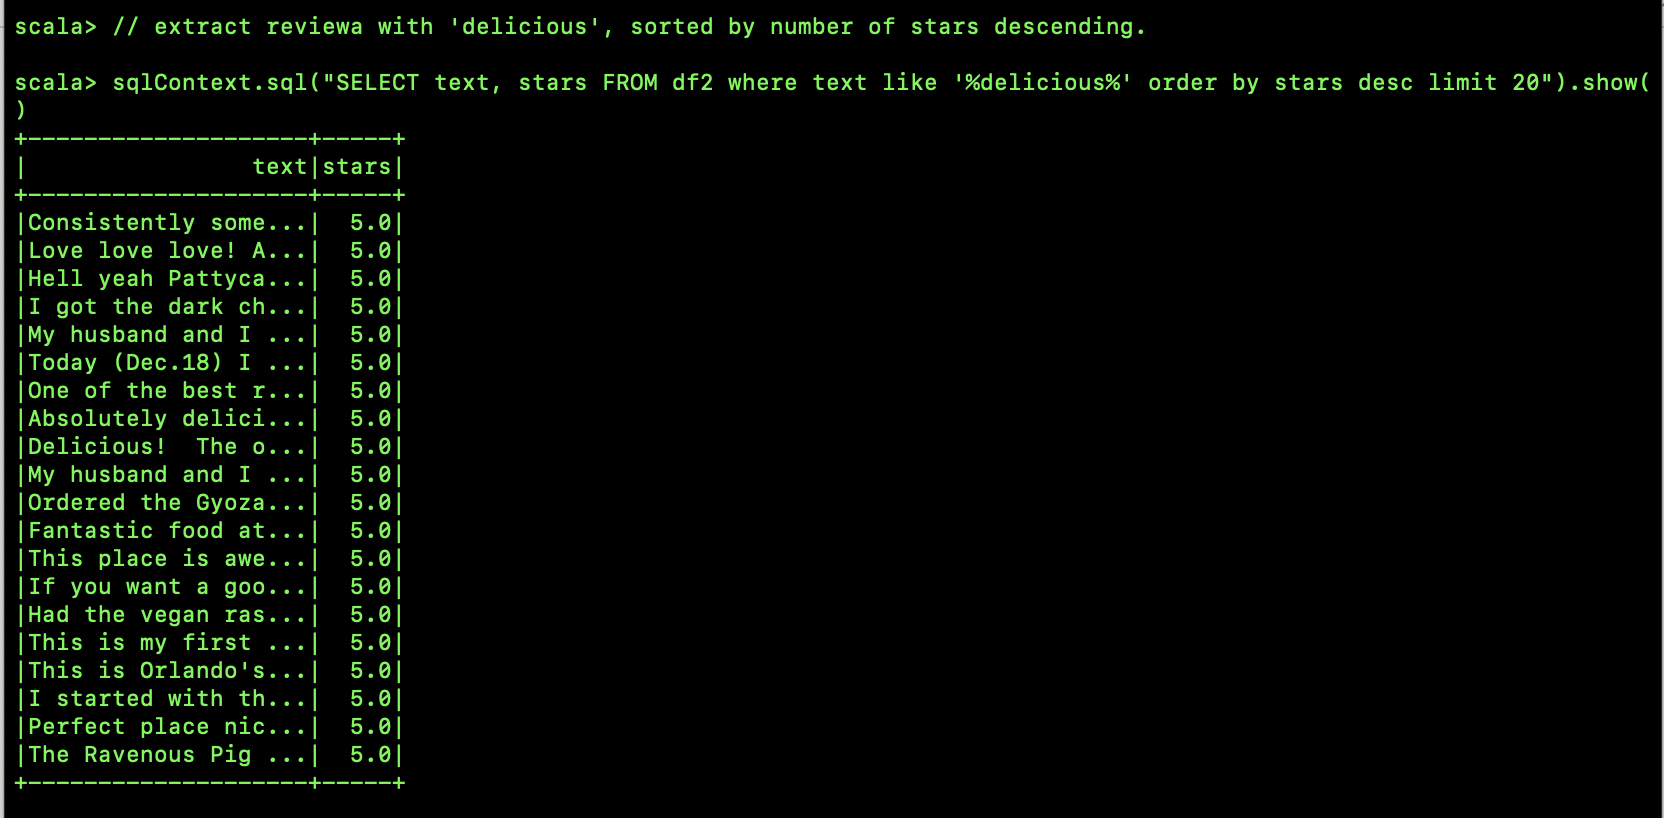 scala> // extract reviewa with 'delicious', sorted by number of stars descending.
scala> sqlContext.sql("SELECT text, stars FROM df2 where text like '%delicious%' order by stars desc limit 20").show(
)
+--------------------+-----+
|                text|stars|
+--------------------+-----+
|Consistently some...|  5.0|
|Love love love! A...|  5.0|
|Hell yeah Pattyca...|  5.0|
|I got the dark ch...|  5.0|
|My husband and I ...|  5.0|
|Today (Dec.18) I ...|  5.0|
|One of the best r...|  5.0|
|Absolutely delici...|  5.0|
|Delicious!  The o...|  5.0|
|My husband and I ...|  5.0|
|Ordered the Gyoza...|  5.0|
|Fantastic food at...|  5.0|
|This place is awe...|  5.0|
|If you want a goo...|  5.0|
|Had the vegan ras...|  5.0|
|This is my first ...|  5.0|
|This is Orlando's...|  5.0|
|I started with th...|  5.0|
|Perfect place nic...|  5.0|
|The Ravenous Pig ...|  5.0|
+--------------------+-----+